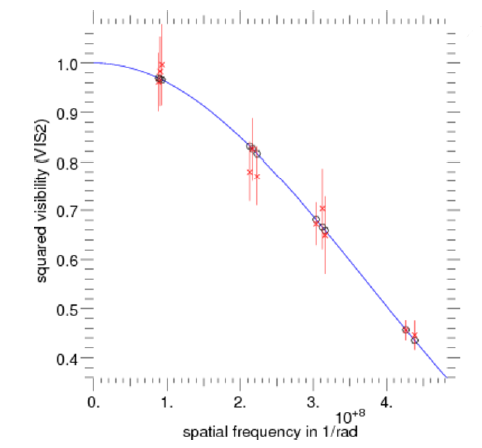 squared visibility (VIS2)
1.0
0.9
0.8
0.7
0.6
0.5
0.4
0. 1. 2. 3. 4.
10+8
spatial frequency in 1/rad